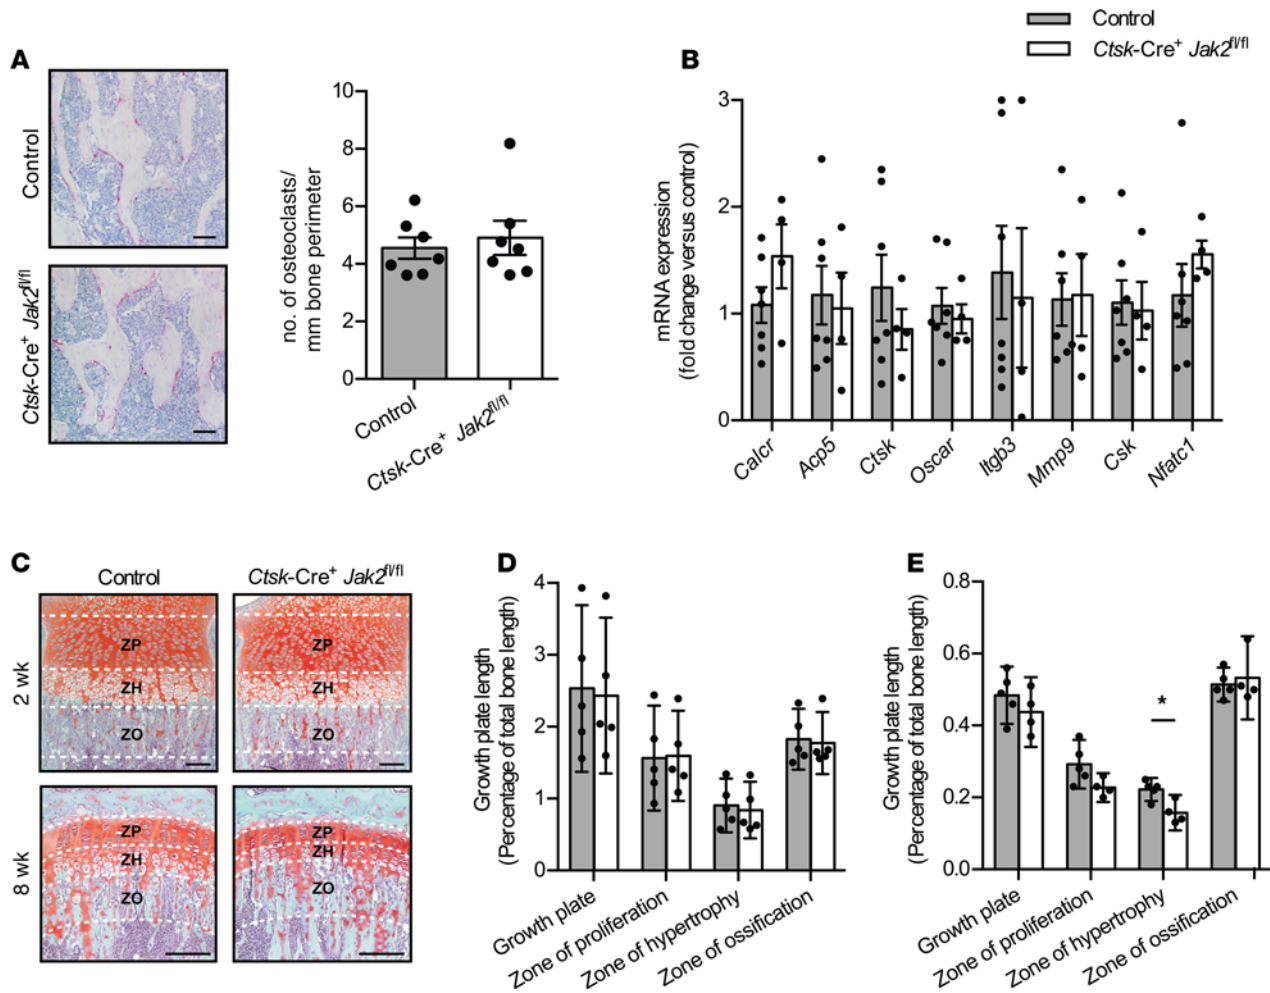 Control
Ctsk-Cre+ Jak2fl/fl
A
Control
Ctsk-Cre+ Jak2fl/fl
no. of osteoclasts/
mm bone perimeter
10
8
6
4
2
0
Control
Ctsk-Cre+ Jak2fl/fl
B
mRNA expression
(fold change versus control)
3
2
1
0
Calcr
Acp5
Ctsk
Oscar
Itgb3
Mmp9
Csk
Nfatc1
C
Control
Ctsk-Cre+ Jak2fl/fl
2 wk
ZP
ZH
ZO
ZP
ZH
ZO
8 wk
ZP
ZH
ZO
ZP
ZH
ZO
D
Growth plate length
(Percentage of total bone length)
4
3
2
1
0
Growth plate
Zone of proliferation
Zone of hypertrophy
Zone of ossification
E
Growth plate length
(Percentage of total bone length)
0.8
0.6
0.4
0.2
0.0
*
Growth plate
Zone of proliferation
Zone of hypertrophy
Zone of ossification